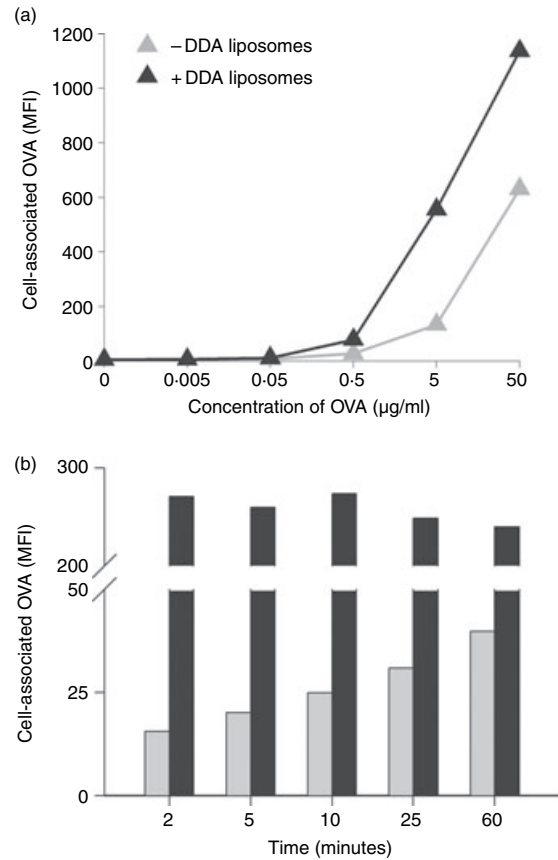 (a)
1200
1000
800
600
400
200
0
Cell-associated OVA (MFI)
– DDA liposomes
+ DDA liposomes
0 0·005 0·05 0·5 5 50
Concentration of OVA (µg/ml)
(b)
300
200
50
25
0
Cell-associated OVA (MFI)
2 5 10 25 60
Time (minutes)